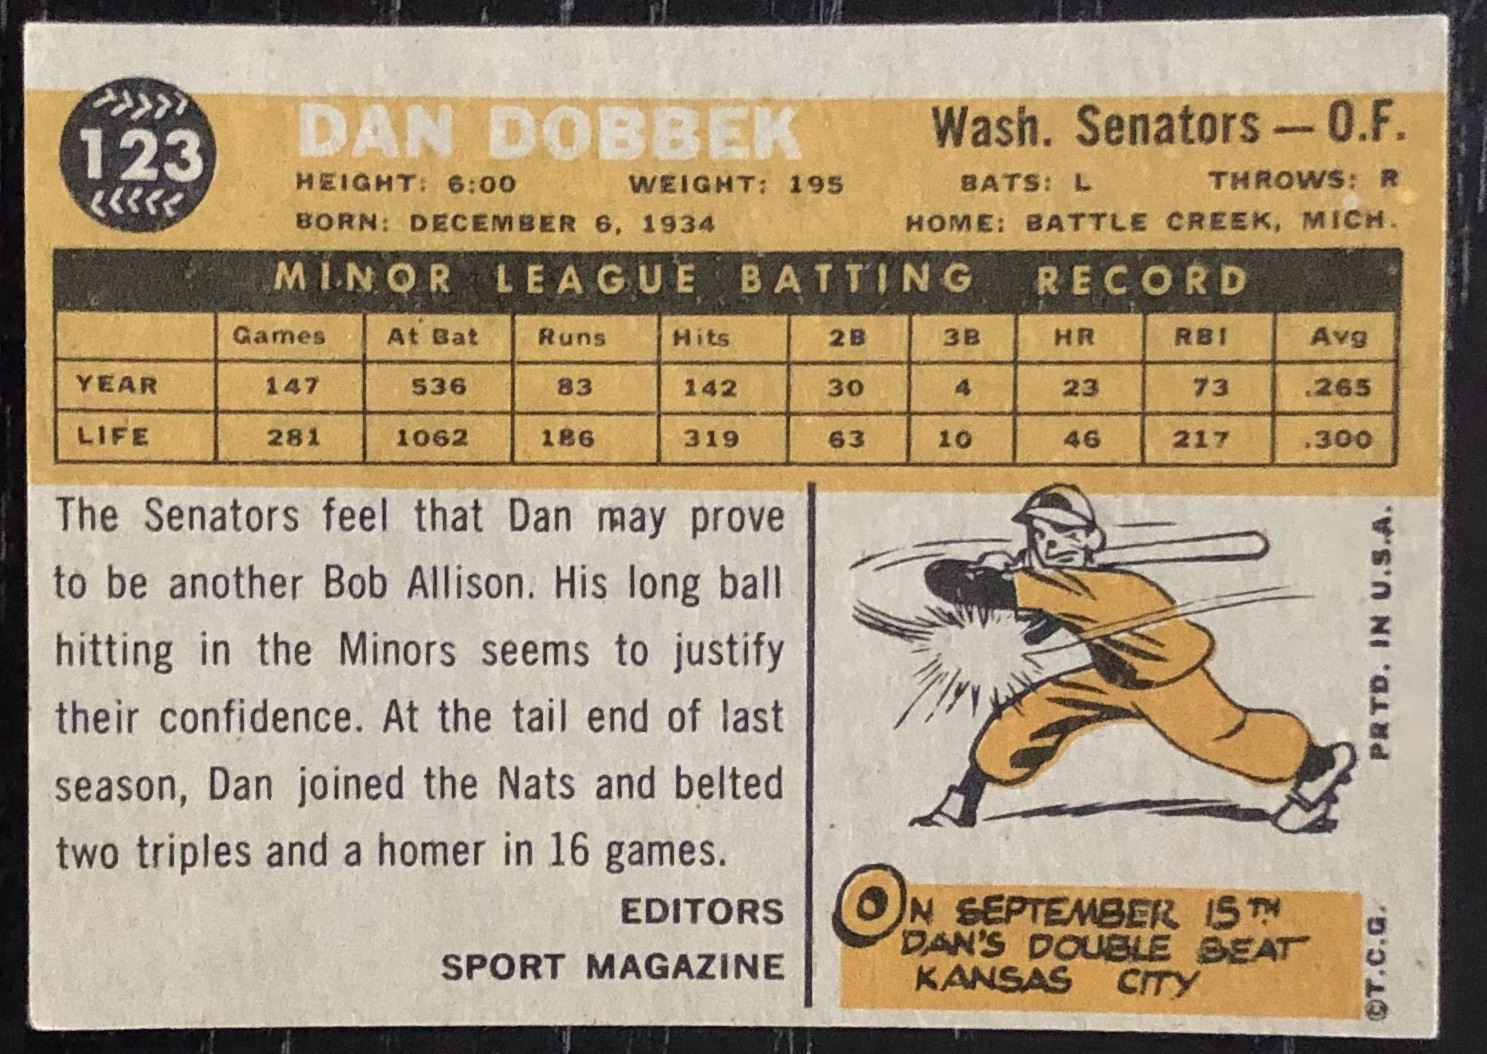 123
DAN DOBBEK
Wash. Senators — O.F.
HEIGHT: 6:00 WEIGHT: 195 BATS: L THROWS: R
BORN: DECEMBER 6, 1934 HOME: BATTLE CREEK, MICH.
MINOR LEAGUE BATTING RECORD
Games At Bat Runs Hits 2B 3B HR RBI Avg
YEAR 147 536 83 142 30 4 23 73 .265
LIFE 281 1062 186 319 63 10 46 217 .300
The Senators feel that Dan may prove
to be another Bob Allison. His long ball
hitting in the Minors seems to justify
their confidence. At the tail end of last
season, Dan joined the Nats and belted
two triples and a homer in 16 games.
EDITORS
SPORT MAGAZINE
ON SEPTEMBER 15TH
DAN'S DOUBLE BEAT
KANSAS CITY
PRTD. IN U.S.A.
©T.C.G.